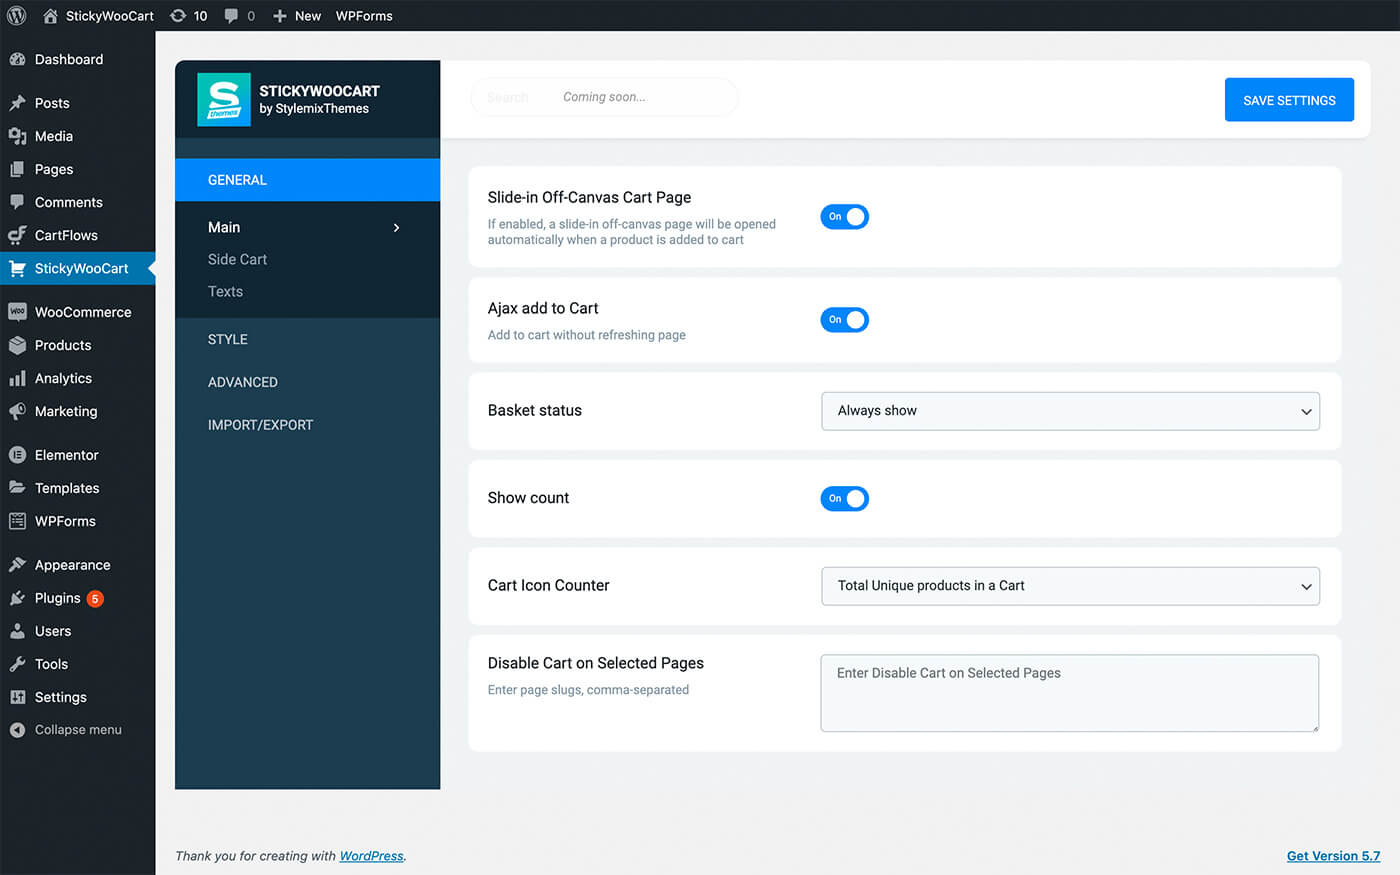 StickyWooCart 10 0 New WPForms
Dashboard
Posts
Media
Pages
Comments
CartFlows
StickyWooCart
WooCommerce
Products
Analytics
Marketing
Elementor
Templates
WPForms
Appearance
Plugins 5
Users
Tools
Settings
Collapse menu
S
themes
STICKYWOOCART
by StylemixThemes
GENERAL
Main
Side Cart
Texts
STYLE
ADVANCED
IMPORT/EXPORT
Search Coming soon...
SAVE SETTINGS
Slide-in Off-Canvas Cart Page
If enabled, a slide-in off-canvas page will be opened
automatically when a product is added to cart
On
Ajax add to Cart
Add to cart without refreshing page
On
Basket status
Always show
Show count
On
Cart Icon Counter
Total Unique products in a Cart
Disable Cart on Selected Pages
Enter page slugs, comma-separated
Enter Disable Cart on Selected Pages
Thank you for creating with WordPress.
Get Version 5.7